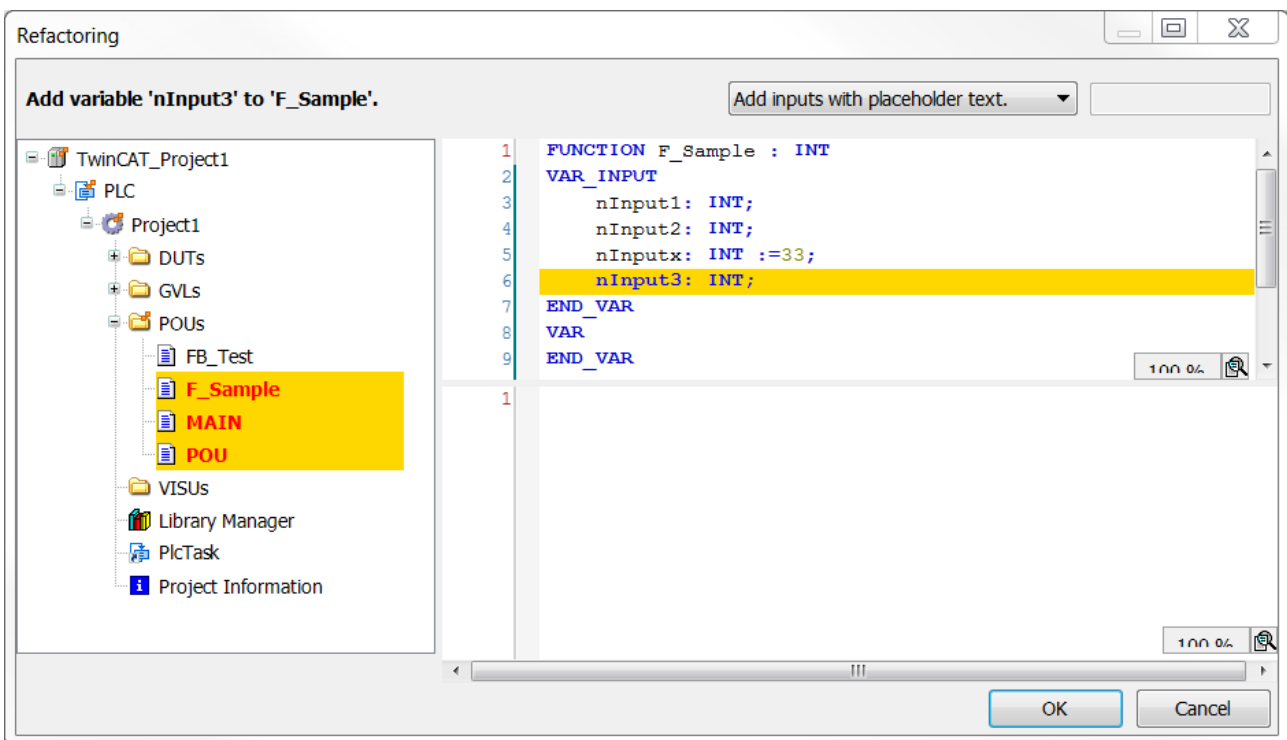 Refactoring
Add variable 'nInput3' to 'F_Sample'.
Add inputs with placeholder text.
TwinCAT_Project1
PLC
Project1
DUTs
GVLs
POUs
FB_Test
F_Sample
MAIN
POU
VISUs
Library Manager
PlcTask
Project Information
1 FUNCTION F_Sample : INT
2 VAR_INPUT
3 nInput1: INT;
4 nInput2: INT;
5 nInputx: INT :=33;
6 nInput3: INT;
7 END_VAR
8 VAR
9 END_VAR
100 %
1
100 %
OK
Cancel